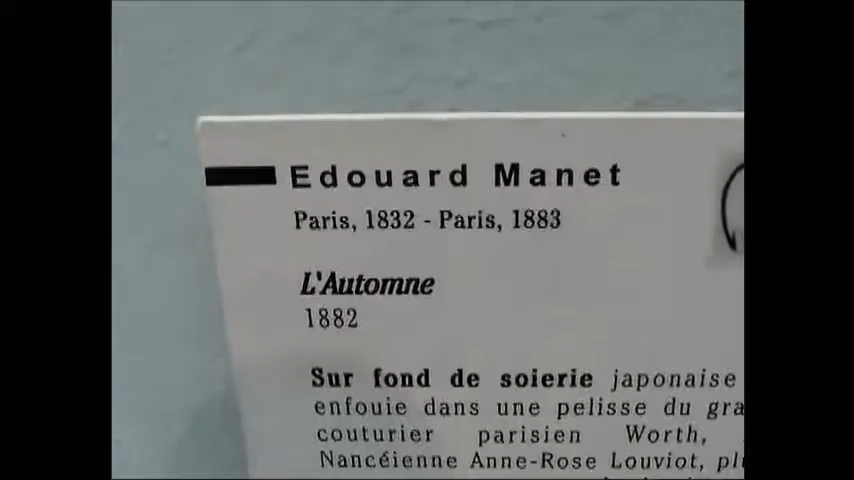 Edouard Manet
Paris, 1832 - Paris, 1883
L'Automne
1882
Sur fond de soierie japonaise
enfouie dans une pelisse du
couturier parisien Worth,
Nancéienne Anne-Rose Louviot,